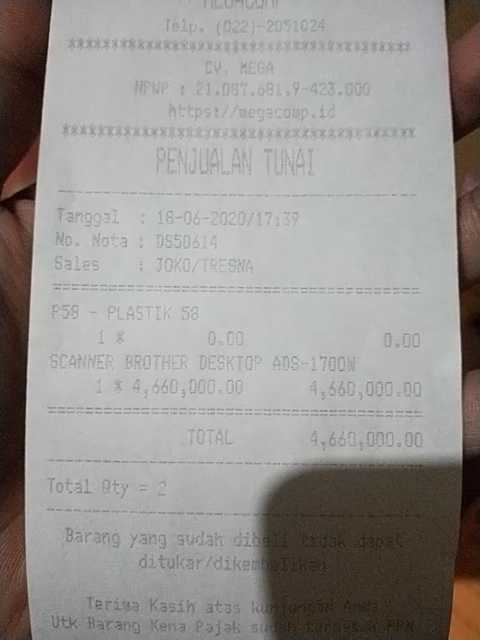 MEGACOMP
Telp. (022)-2051024
************************************
CV. MEGA
NPWP : 21.087.681.9-423.000
https://megacomp.id
************************************
PENJUALAN TUNAI
------------------------------------
Tanggal : 18-06-2020/17:39
No. Nota : DS5D614
Sales : JOKO/TRESNA
====================================
P58 - PLASTIK 58
1 * 0.00 0.00
SCANNER BROTHER DESKTOP ADS-1700W
1 * 4,660,000.00 4,660,000.00
====================================
TOTAL 4,660,000.00
------------------------------------
Total Qty = 2
------------------------------------
Barang yang sudah dibeli tidak dapat
ditukar/dikembalikan
Terima Kasih atas kunjungan Anda
Utk Barang Kena Pajak sudah termasuk PPN